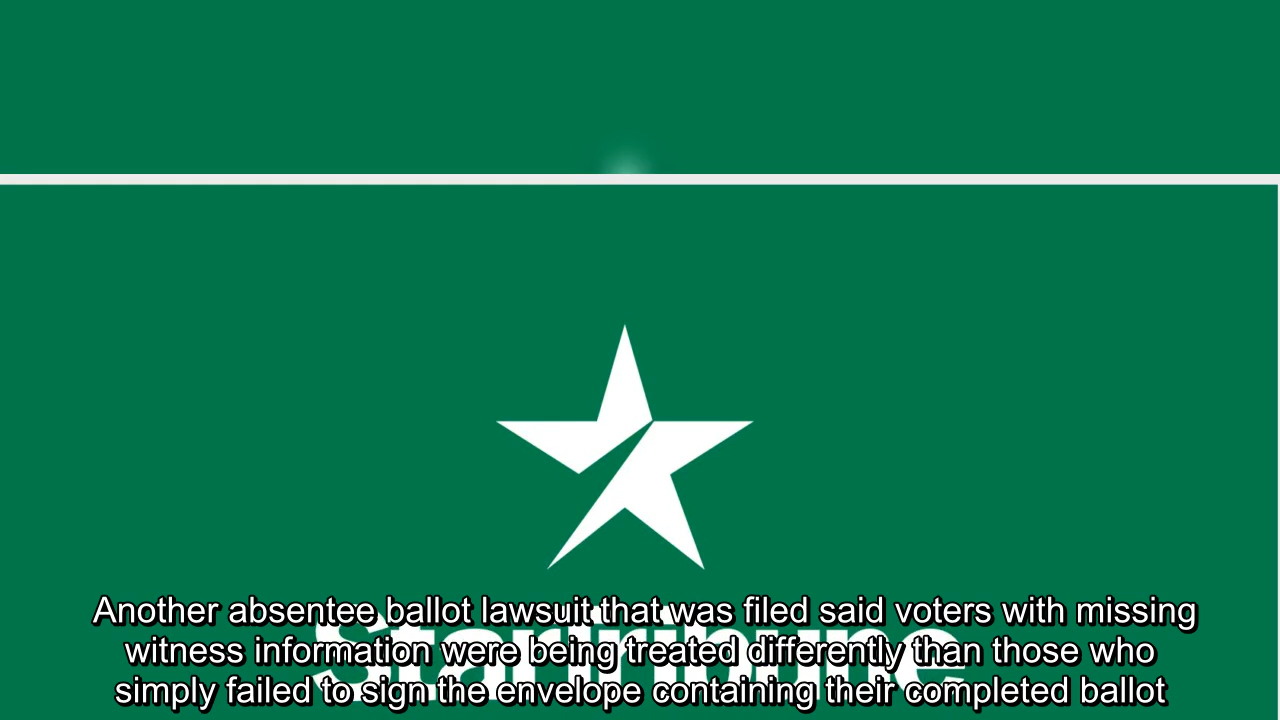 Another absentee ballot lawsuit that was filed said voters with missing
witness information were being treated differently than those who
simply failed to sign the envelope containing their completed ballot
StarTribune